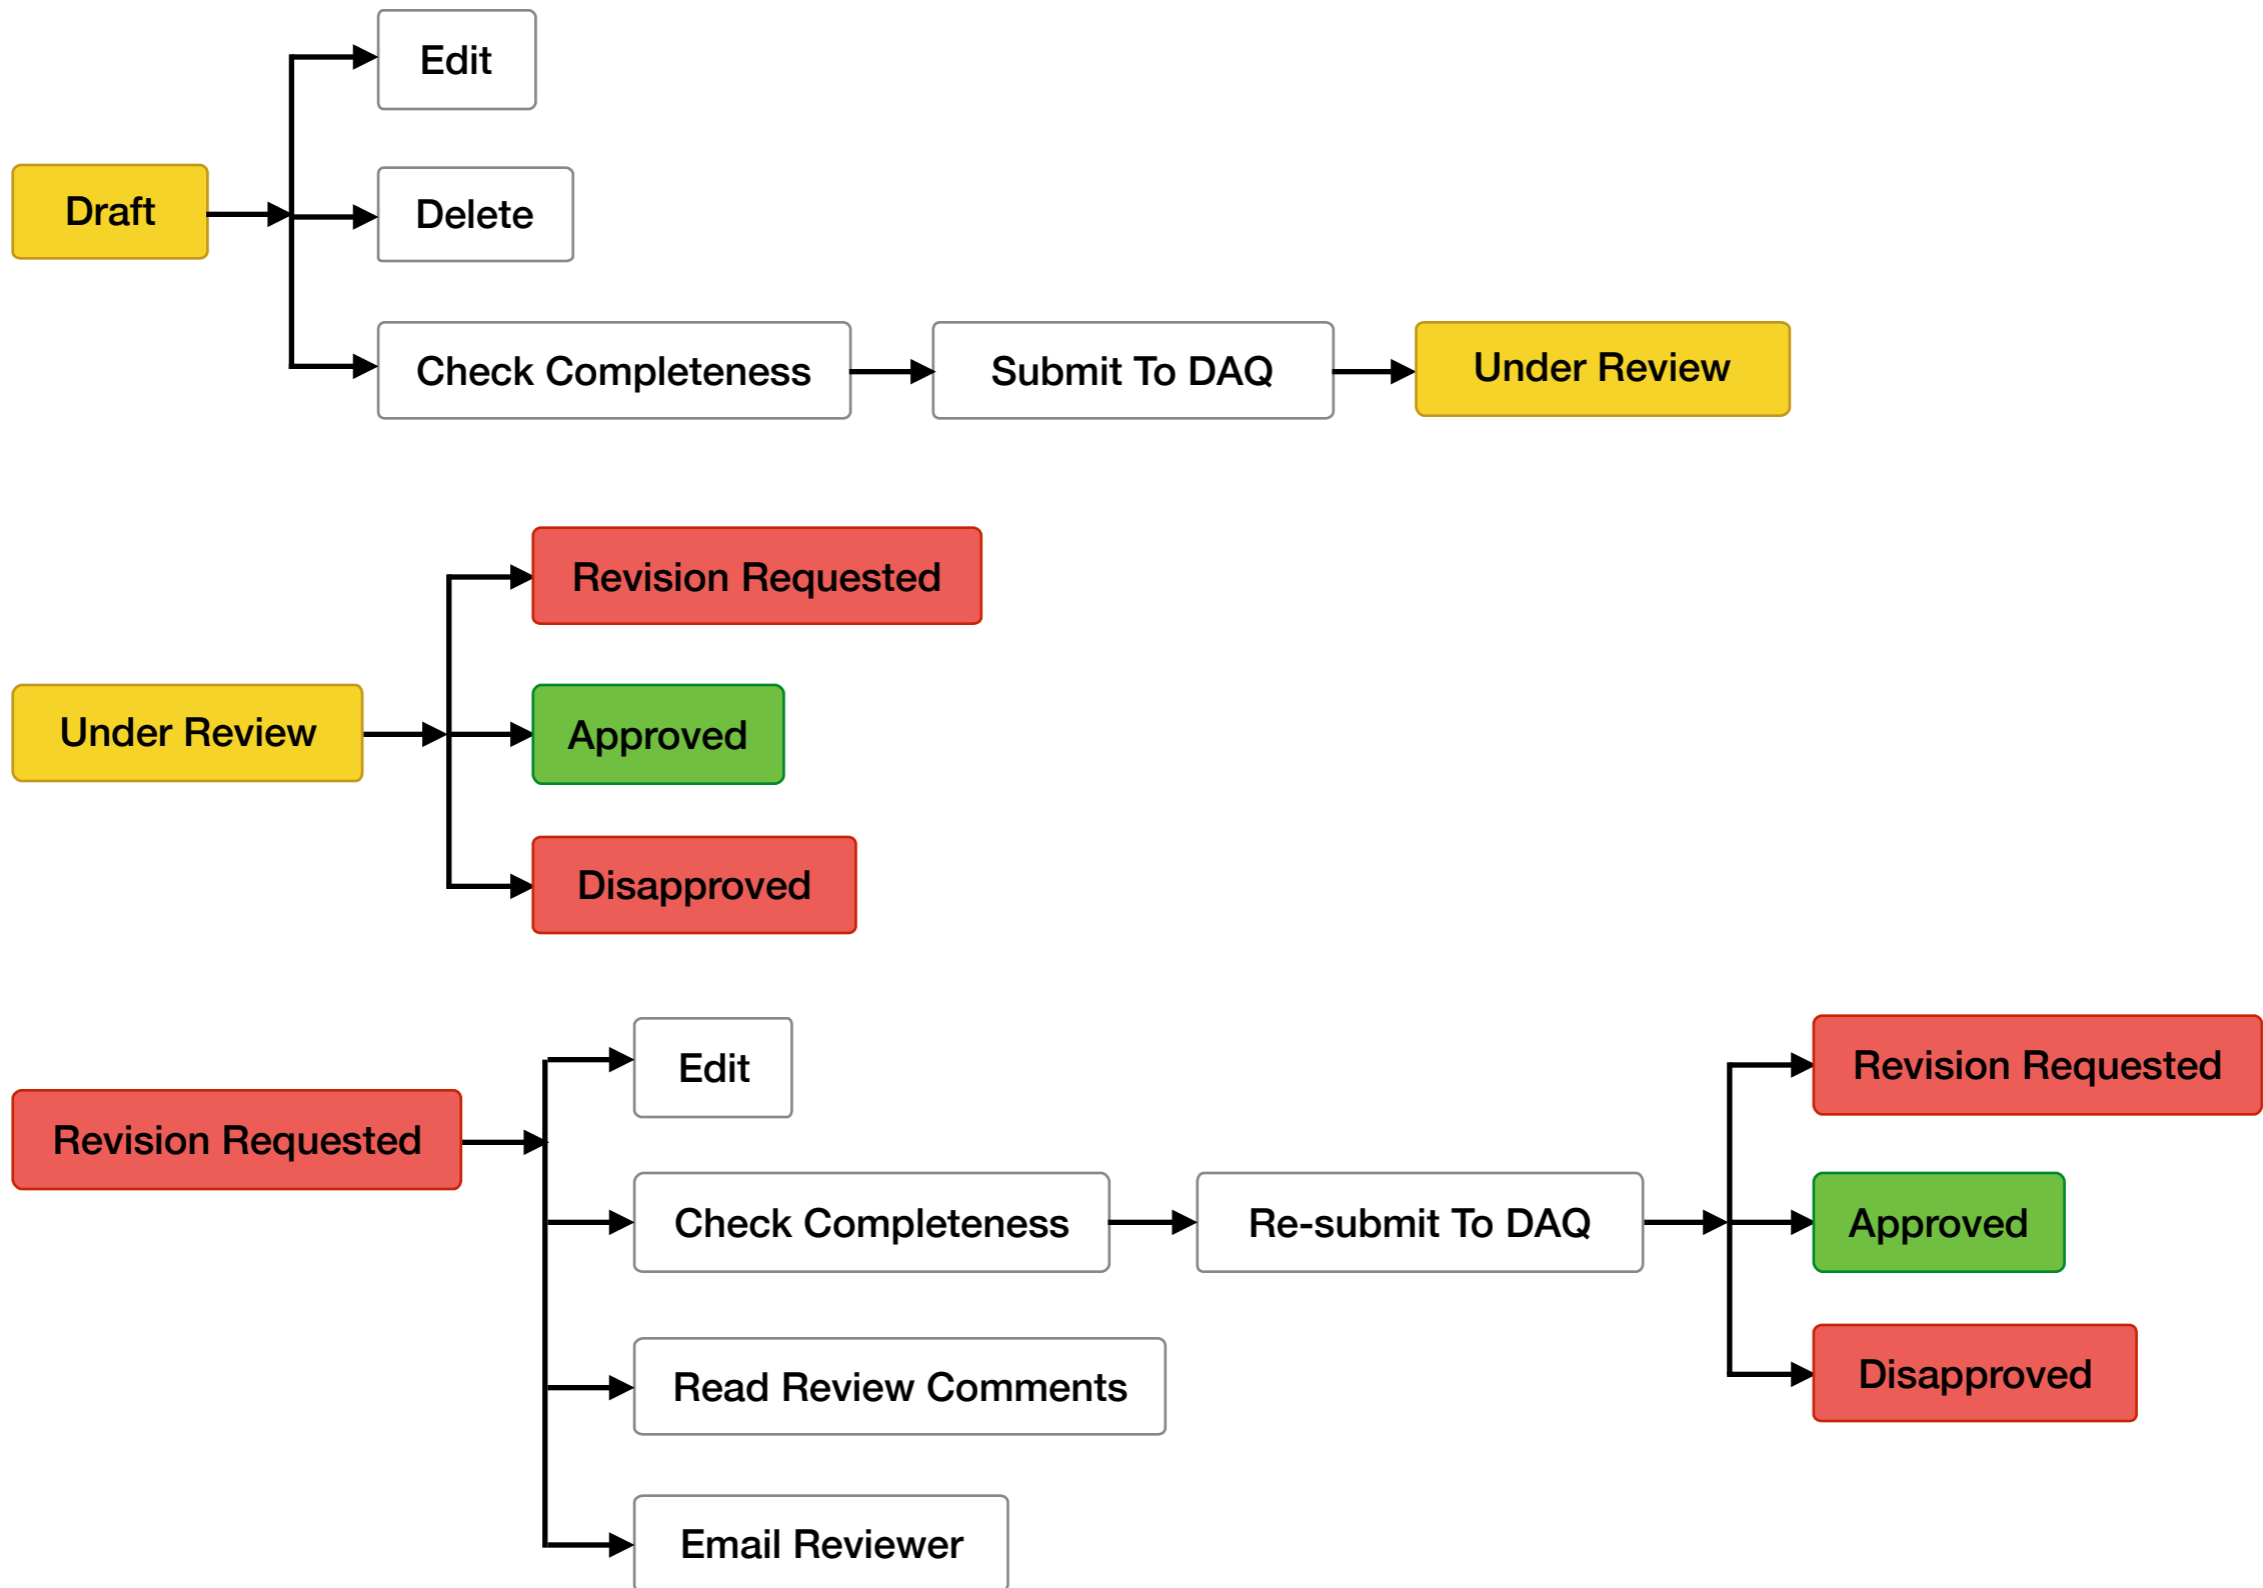 Edit
Draft
Delete
Check Completeness
Submit To DAQ
Under Review
Revision Requested
Under Review
Approved
Disapproved
Revision Requested
Edit
Check Completeness
Re-submit To DAQ
Read Review Comments
Email Reviewer
Revision Requested
Approved
Disapproved